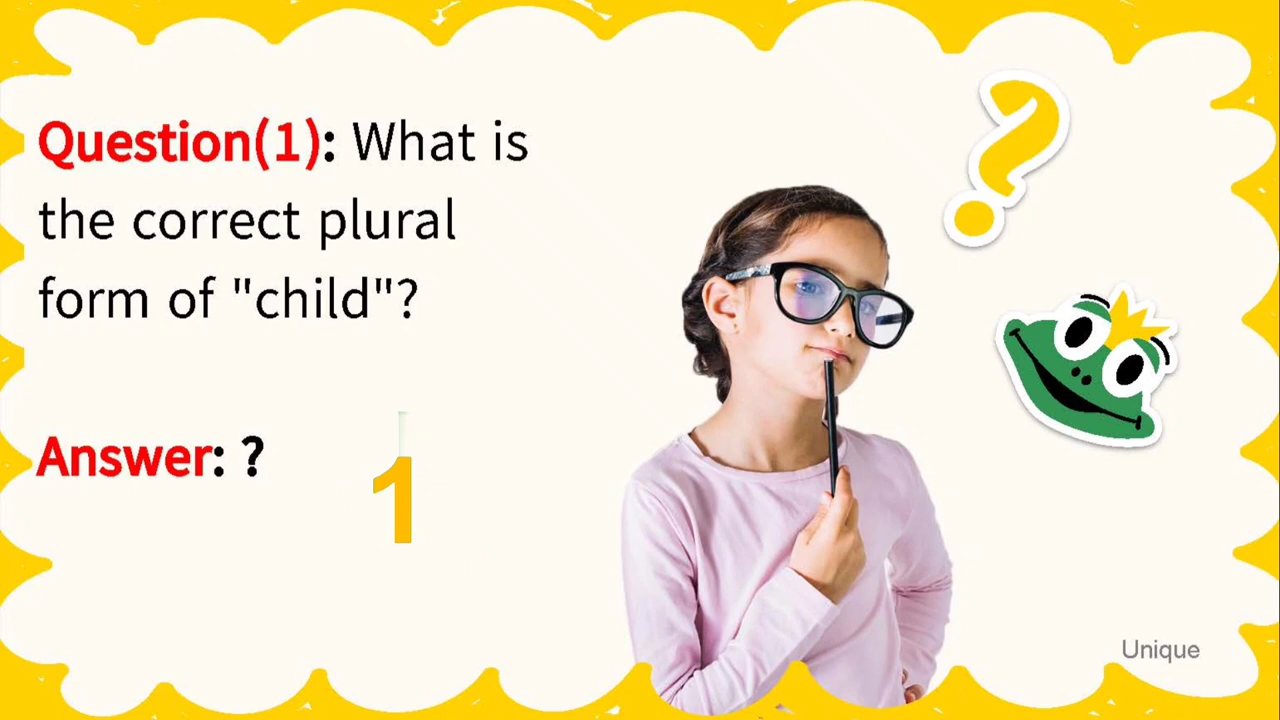 Question(1): What is
the correct plural
form of "child"?
Answer: ?
1
Unique